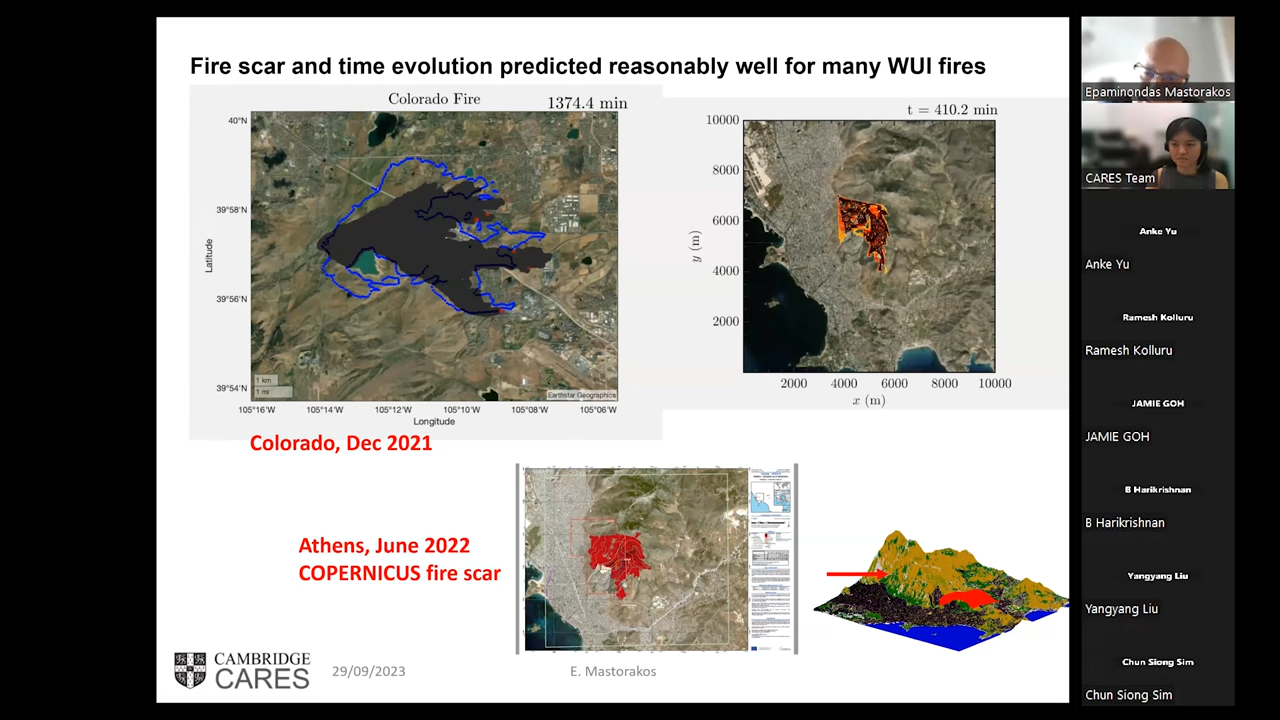 Fire scar and time evolution predicted reasonably well for many WUI fires
Colorado Fire
1374.4 min
40°N
39°58'N
39°56'N
39°54'N
Latitude
1 km
1 mi
Earthstar Geographics
105°16'W
105°14'W
105°12'W
105°10'W
105°08'W
105°06'W
Longitude
Colorado, Dec 2021
t = 410.2 min
10000
8000
6000
4000
2000
y (m)
2000
4000
6000
8000
10000
x (m)
Athens, June 2022
COPERNICUS fire scar
CAMBRIDGE
CARES
29/09/2023
E. Mastorakos
Epaminondas Mastorakos
CARES Team
Anke Yu
Anke Yu
Ramesh Kolluru
Ramesh Kolluru
JAMIE GOH
JAMIE GOH
B Harikrishnan
B Harikrishnan
Yangyang Liu
Yangyang Liu
Chun Siong Sim
Chun Siong Sim